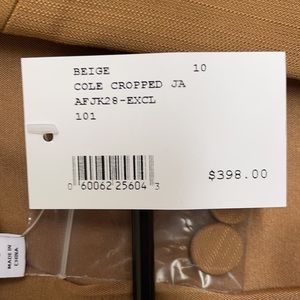 BEIGE 10
COLE CROPPED JA
AFJK28-EXCL
101
0 60062 25604 3
$398.00
MADE IN
CHINA